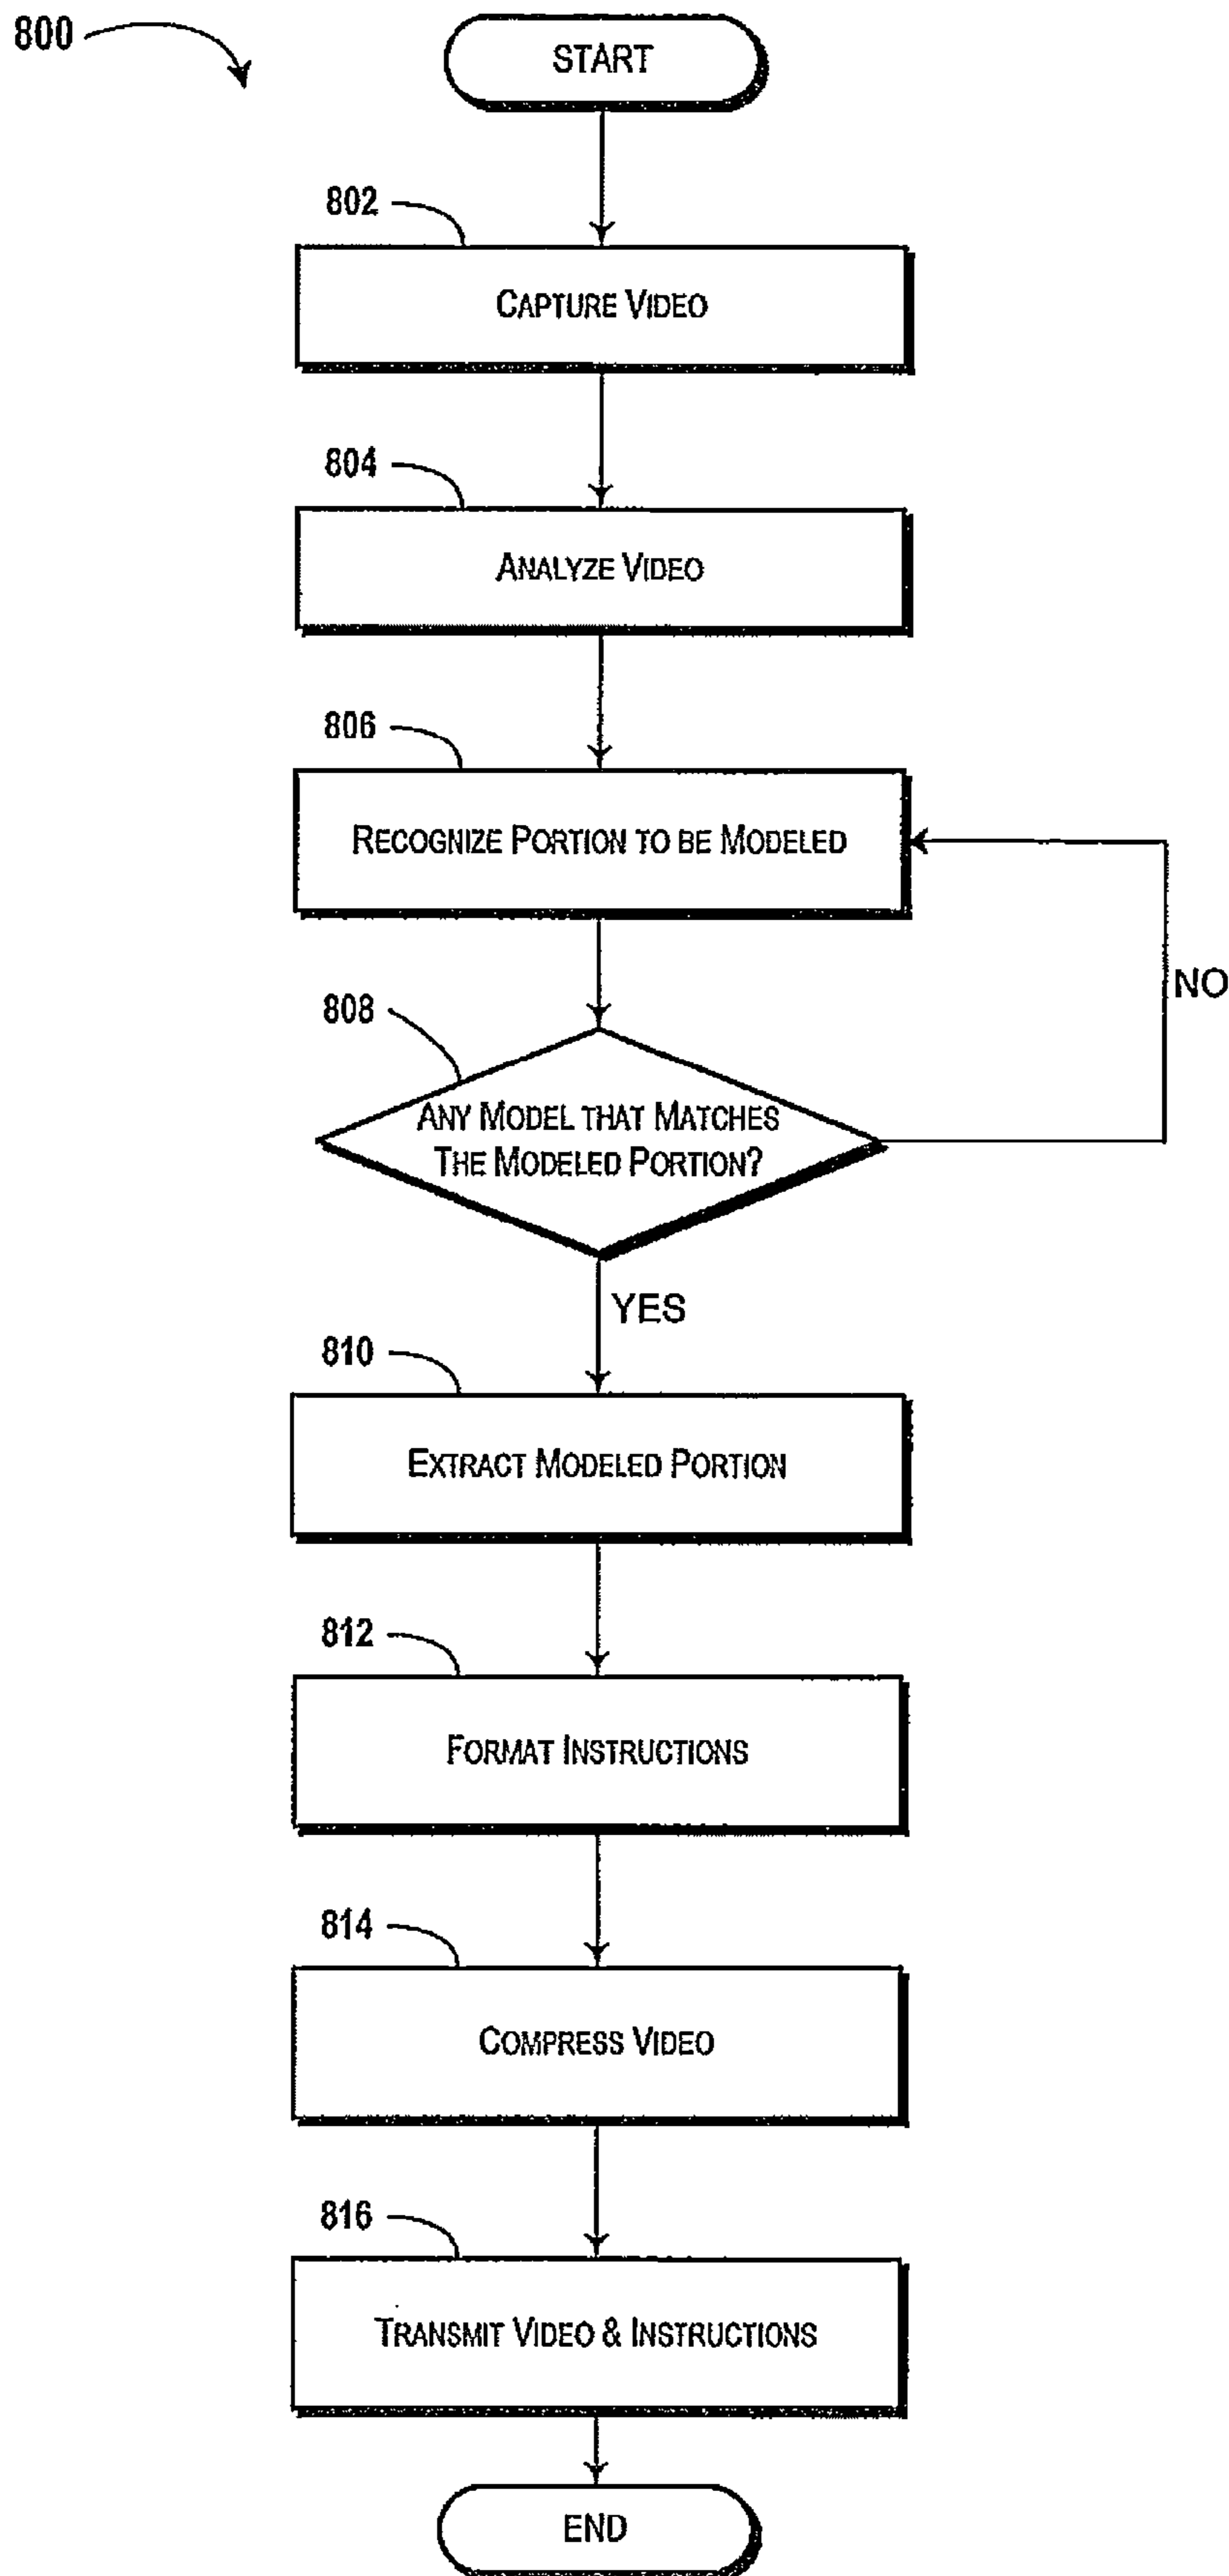 800
START
802
CAPTURE VIDEO
804
ANALYZE VIDEO
806
RECOGNIZE PORTION TO BE MODELED
NO
808
ANY MODEL THAT MATCHES
THE MODELED PORTION?
YES
810
EXTRACT MODELED PORTION
812
FORMAT INSTRUCTIONS
814
COMPRESS VIDEO
816
TRANSMIT VIDEO & INSTRUCTIONS
END